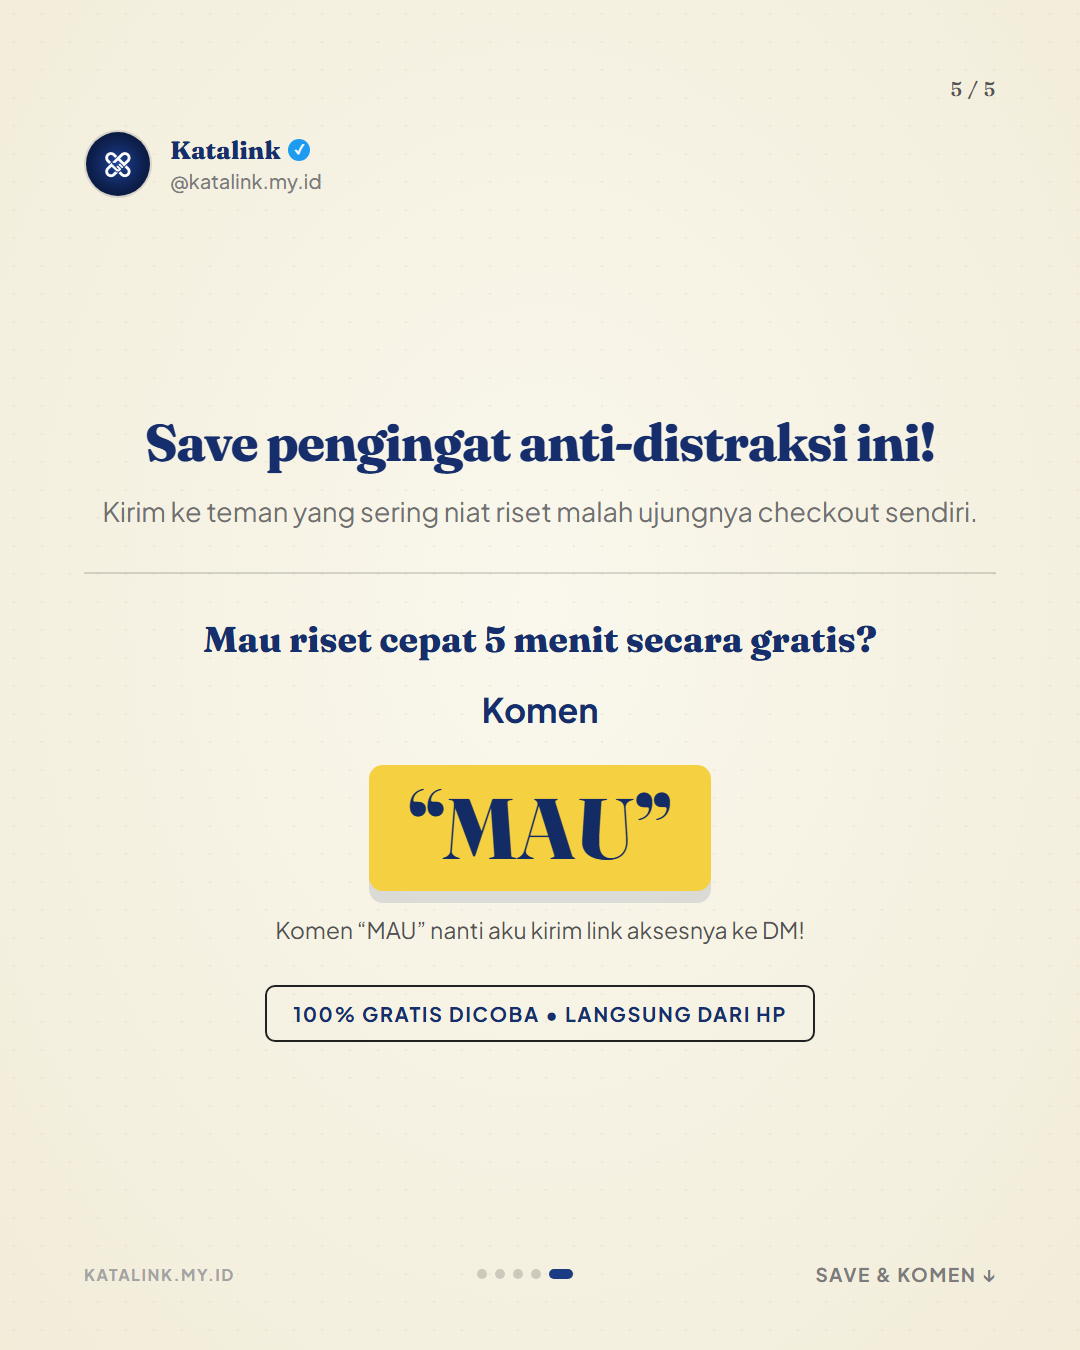 5 / 5
Katalink
@katalink.my.id
Save pengingat anti-distraksi ini!
Kirim ke teman yang sering niat riset malah ujungnya checkout sendiri.
Mau riset cepat 5 menit secara gratis?
Komen
“MAU”
Komen “MAU” nanti aku kirim link aksesnya ke DM!
100% GRATIS DICOBA • LANGSUNG DARI HP
KATALINK.MY.ID
SAVE & KOMEN ↓